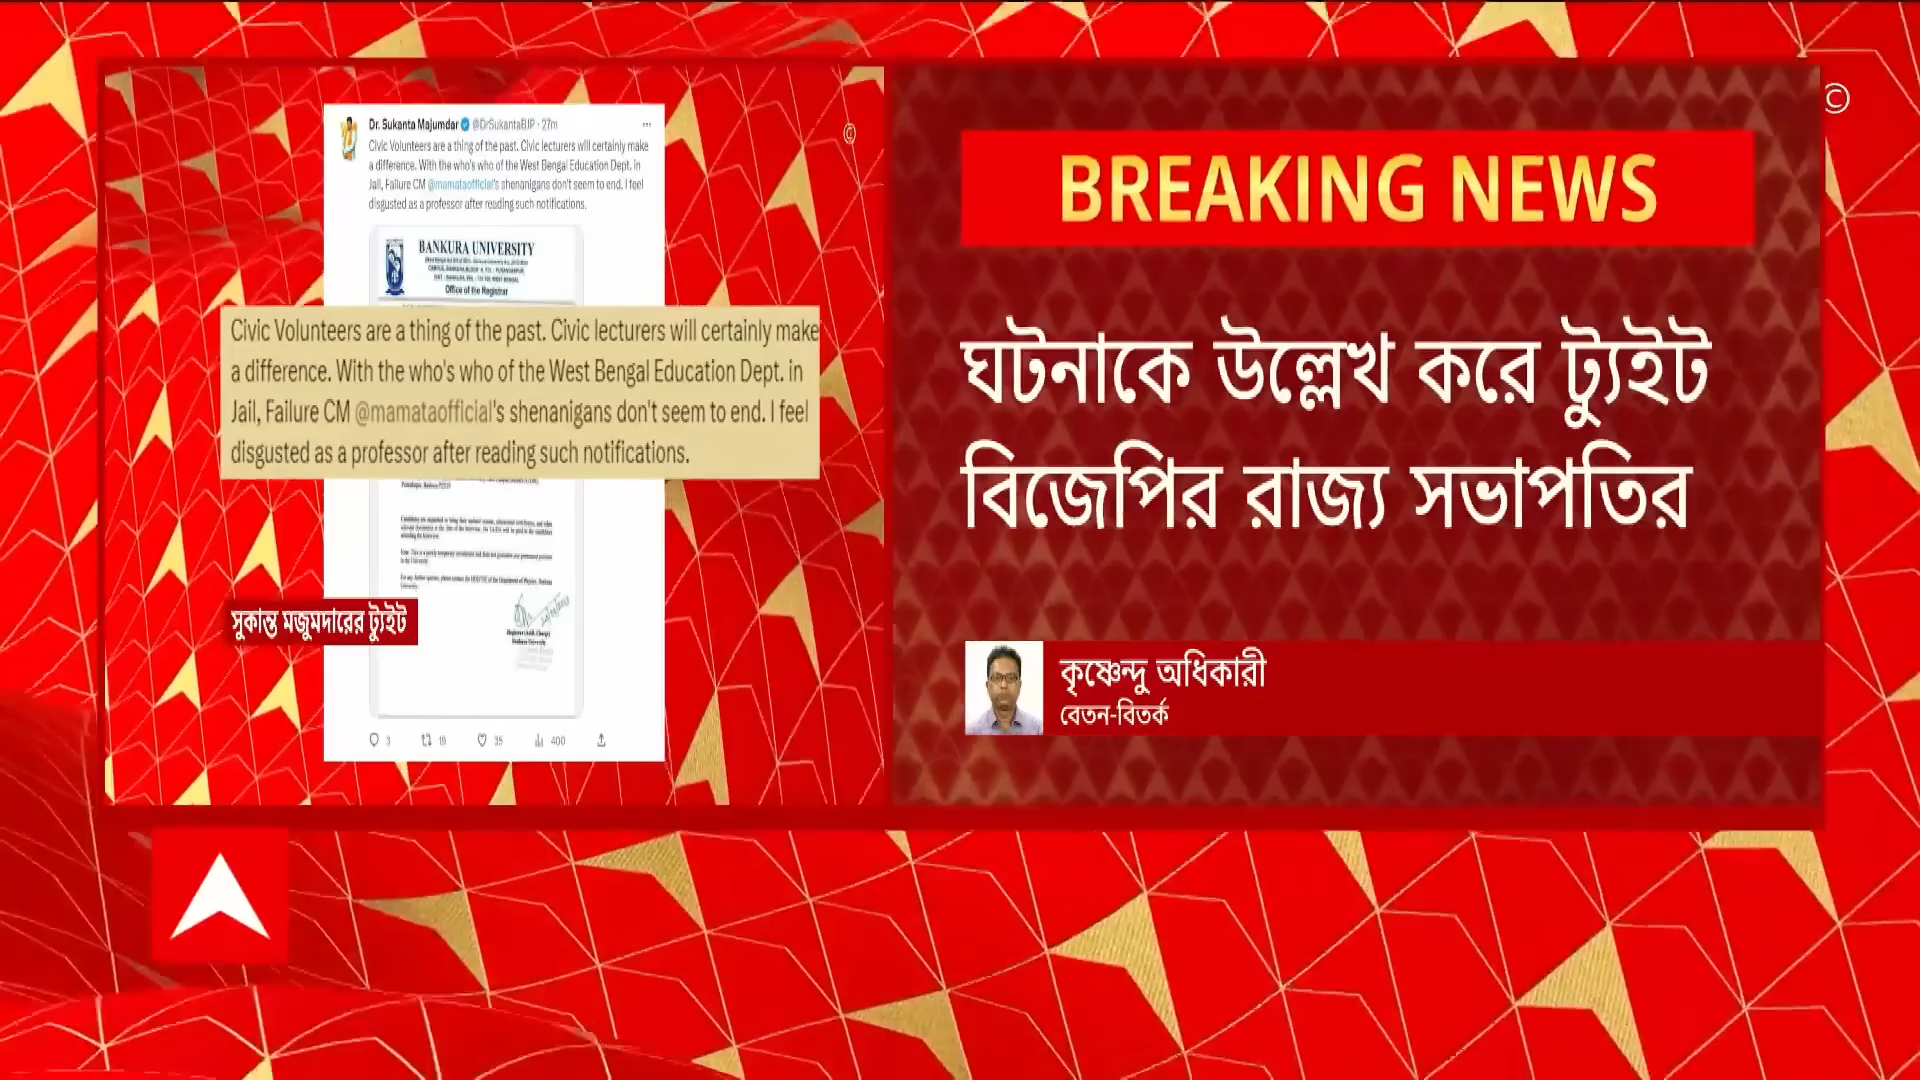 Dr. Sukanta Majumdar @DrSukantaBJP · 27m
Civic Volunteers are a thing of the past. Civic lecturers will certainly make
a difference. With the who's who of the West Bengal Education Dept. in
Jail, Failure CM @mamataofficial's shenanigans don't seem to end. I feel
disgusted as a professor after reading such notifications.
BANKURA UNIVERSITY
Office of the Registrar
Civic Volunteers are a thing of the past. Civic lecturers will certainly make
a difference. With the who's who of the West Bengal Education Dept. in
Jail, Failure CM @mamataofficial's shenanigans don't seem to end. I feel
disgusted as a professor after reading such notifications.
সুকান্ত মজুমদারের ট্যুইট
3 19 35 400
©
BREAKING NEWS
ঘটনাকে উল্লেখ করে ট্যুইট
বিজেপির রাজ্য সভাপতির
কৃষ্ণেন্দু অধিকারী
বেতন-বিতর্ক
©